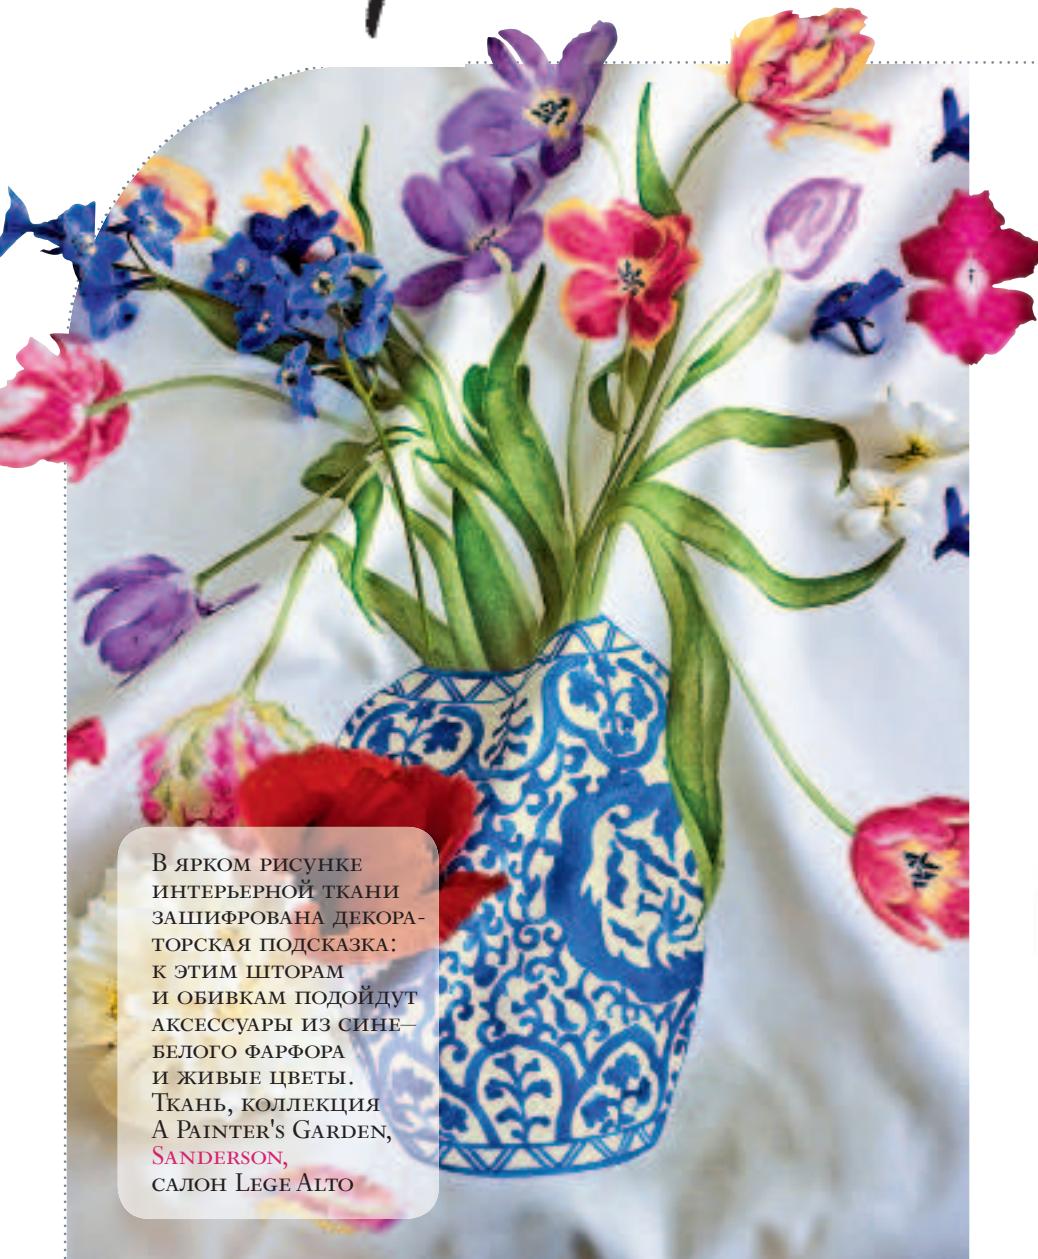 В ярком рисунке
интерьерной ткани
зашифрована декора-
торская подсказка:
к этим шторам
и обивкам подойдут
аксессуары из сине–
белого фарфора
и живые цветы.
Ткань, коллекция
A Painter's Garden,
Sanderson,
салон Lege Alto